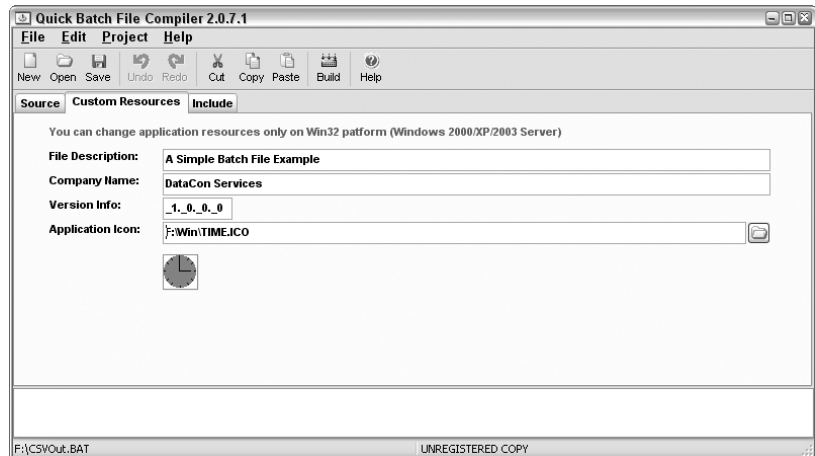 Quick Batch File Compiler 2.0.7.1
File Edit Project Help
New Open Save Undo Redo Cut Copy Paste Build Help
Source Custom Resources Include
You can change application resources only on Win32 patform (Windows 2000/XP/2003 Server)
File Description: A Simple Batch File Example
Company Name: DataCon Services
Version Info: _1._0._0._0
Application Icon: F:\Win\TIME.ICO
F:\CSVOut.BAT UNREGISTERED COPY